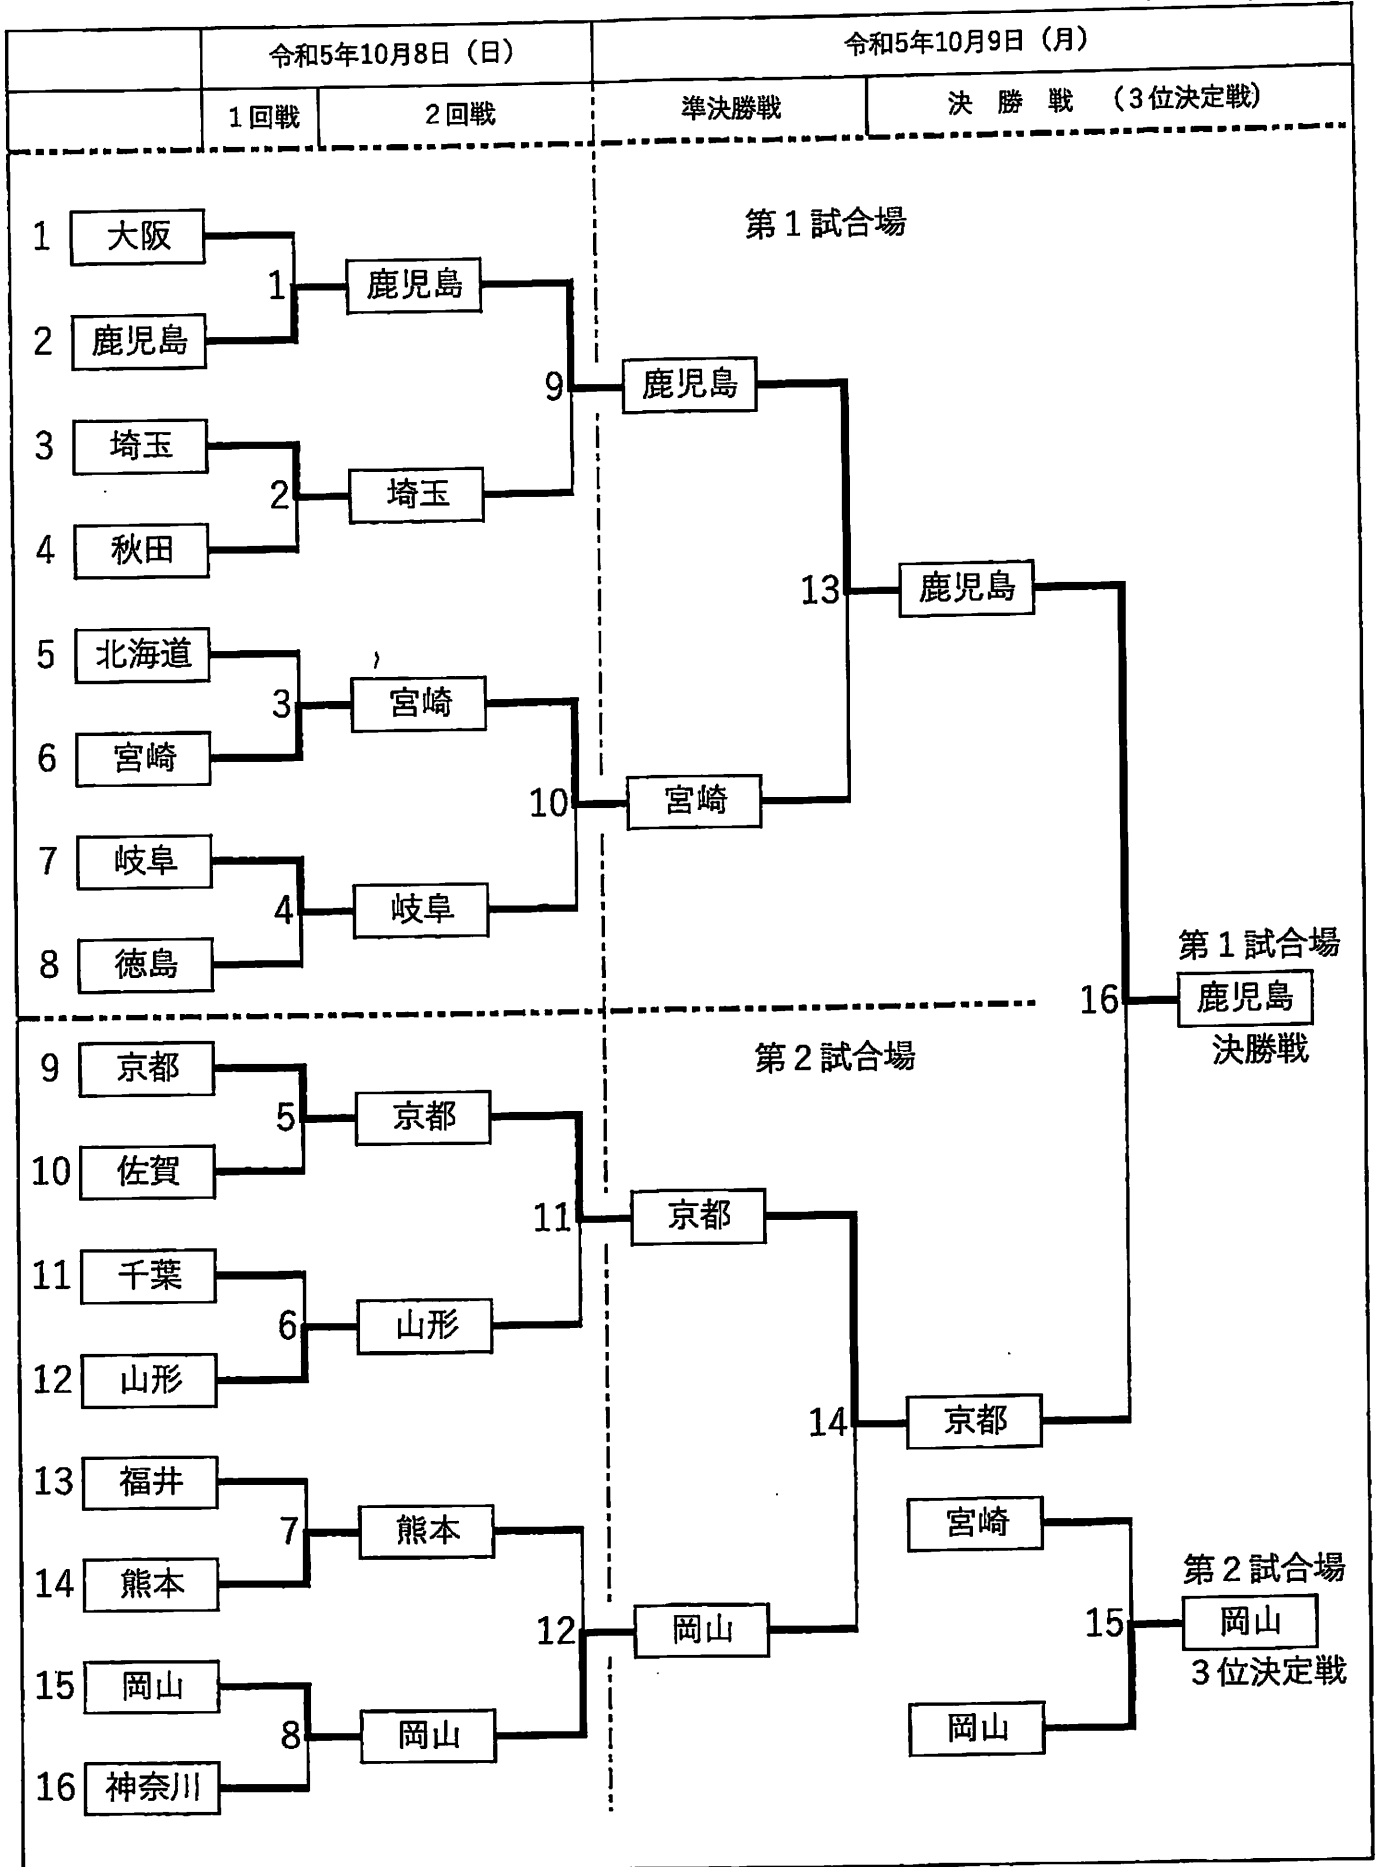 令和5年10月8日（日）
令和5年10月9日（月）
1回戦
2回戦
準決勝戦
決 勝 戦 （3位決定戦）
第1試合場
1 大阪
1 鹿児島
2 鹿児島
9 鹿児島
3 埼玉
2 埼玉
4 秋田
13 鹿児島
5 北海道
3 宮崎
6 宮崎
10 宮崎
7 岐阜
4 岐阜
8 徳島
第1試合場
16 鹿児島
決勝戦
第2試合場
9 京都
5 京都
10 佐賀
11 京都
11 千葉
6 山形
12 山形
14 京都
13 福井
7 熊本
14 熊本
宮崎
第2試合場
12 岡山
15 岡山
3位決定戦
15 岡山
8 岡山
岡山
16 神奈川